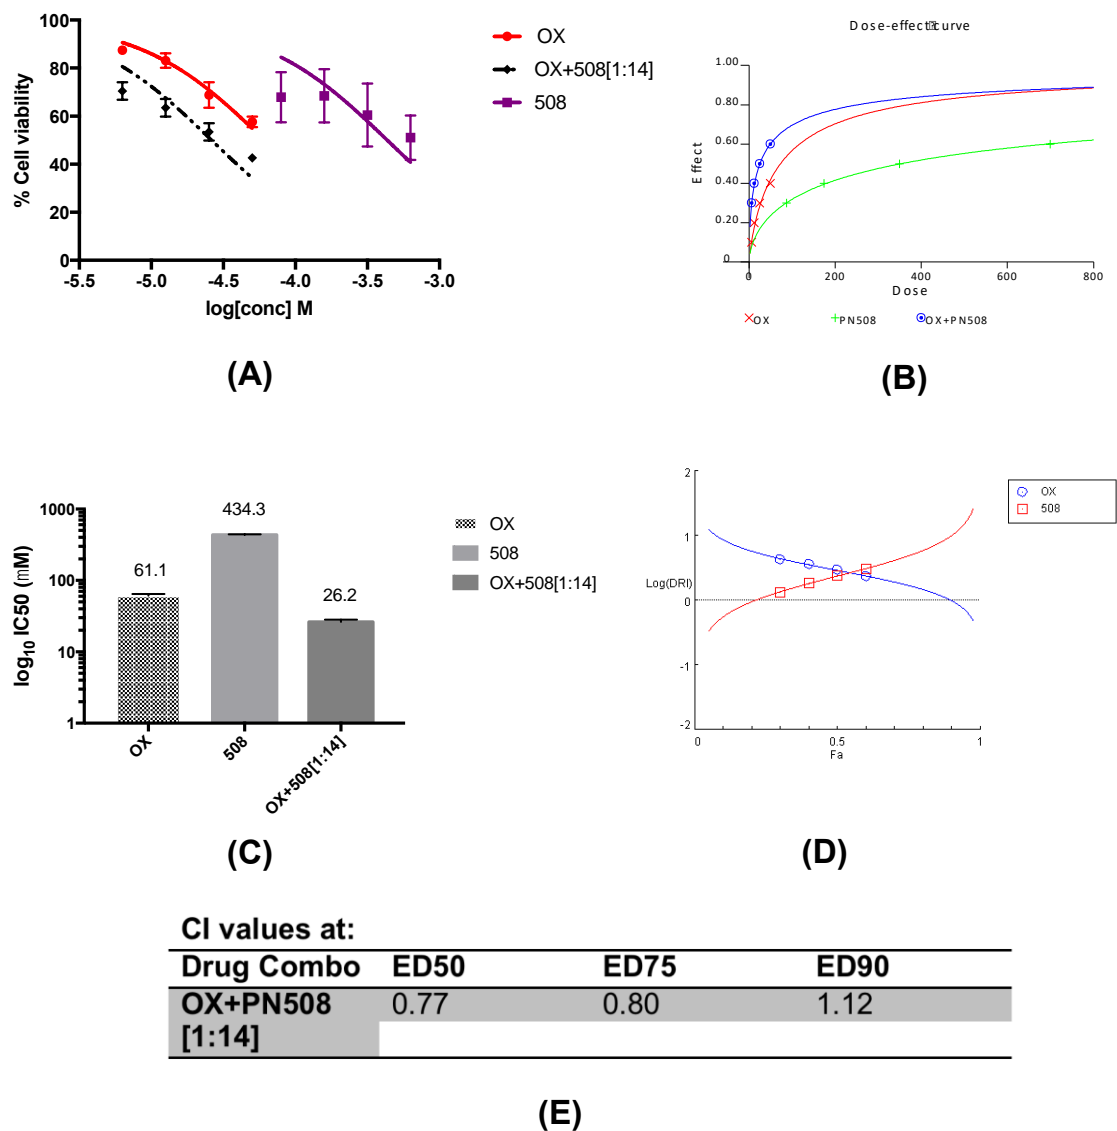 100
80
60
40
20
0
% Cell viability
-5.5 -5.0 -4.5 -4.0 -3.5 -3.0
log[conc] M
OX
OX+508[1:14]
508
(A)
Dose-effect curve
1.00
0.80
0.60
0.40
0.20
0
Effect
0 200 400 600 800
Dose
OX PN508 OX+PN508
(B)
1000
100
10
1
log10 IC50 (mM)
61.1
434.3
26.2
OX
508
OX+508[1:14]
OX
508
OX+508[1:14]
(C)
2
1
Log(DRI)
0
-1
-2
0 0.5 1
Fa
OX
508
(D)
CI values at:
Drug Combo ED50 ED75 ED90
OX+PN508 0.77 0.80 1.12
[1:14]
(E)